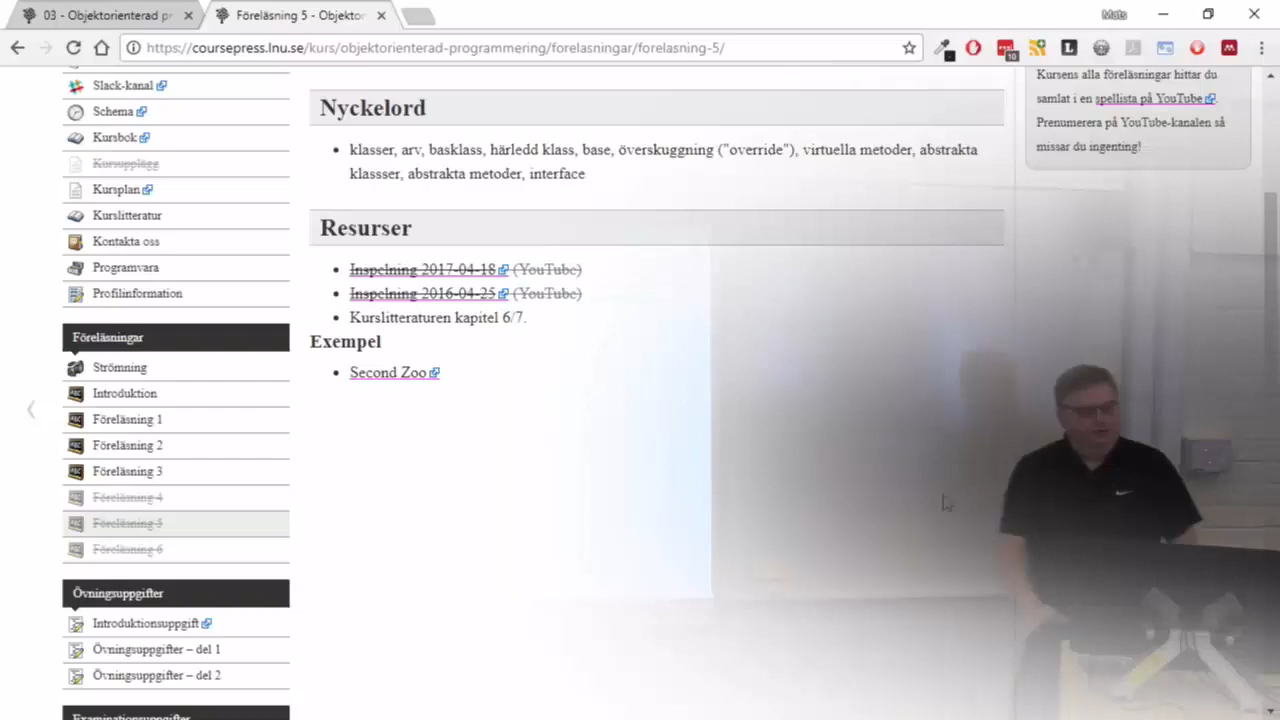 03 - Objektorienterad pr
Föreläsning 5 - Objektor
Mats
https://coursepress.lnu.se/kurs/objektorienterad-programmering/forelasningar/forelasning-5/
10
L
Slack-kanal
Schema
Kursbok
Kursupplägg
Kursplan
Kurslitteratur
Kontakta oss
Programvara
Profilinformation
Föreläsningar
Strömning
Introduktion
Föreläsning 1
Föreläsning 2
Föreläsning 3
Föreläsning 4
Föreläsning 5
Föreläsning 6
Övningsuppgifter
Introduktionsuppgift
Övningsuppgifter – del 1
Övningsuppgifter – del 2
Examinationsuppgifter
Nyckelord
klasser, arv, basklass, härledd klass, base, överskuggning ("override"), virtuella metoder, abstrakta
klassser, abstrakta metoder, interface
Resurser
Inspelning 2017-04-18 (YouTube)
Inspelning 2016-04-25 (YouTube)
Kurslitteraturen kapitel 6/7.
Exempel
Second Zoo
Kursens alla föreläsningar hittar du
samlat i en spellista på YouTube.
Prenumerera på YouTube-kanalen så
missar du ingenting!